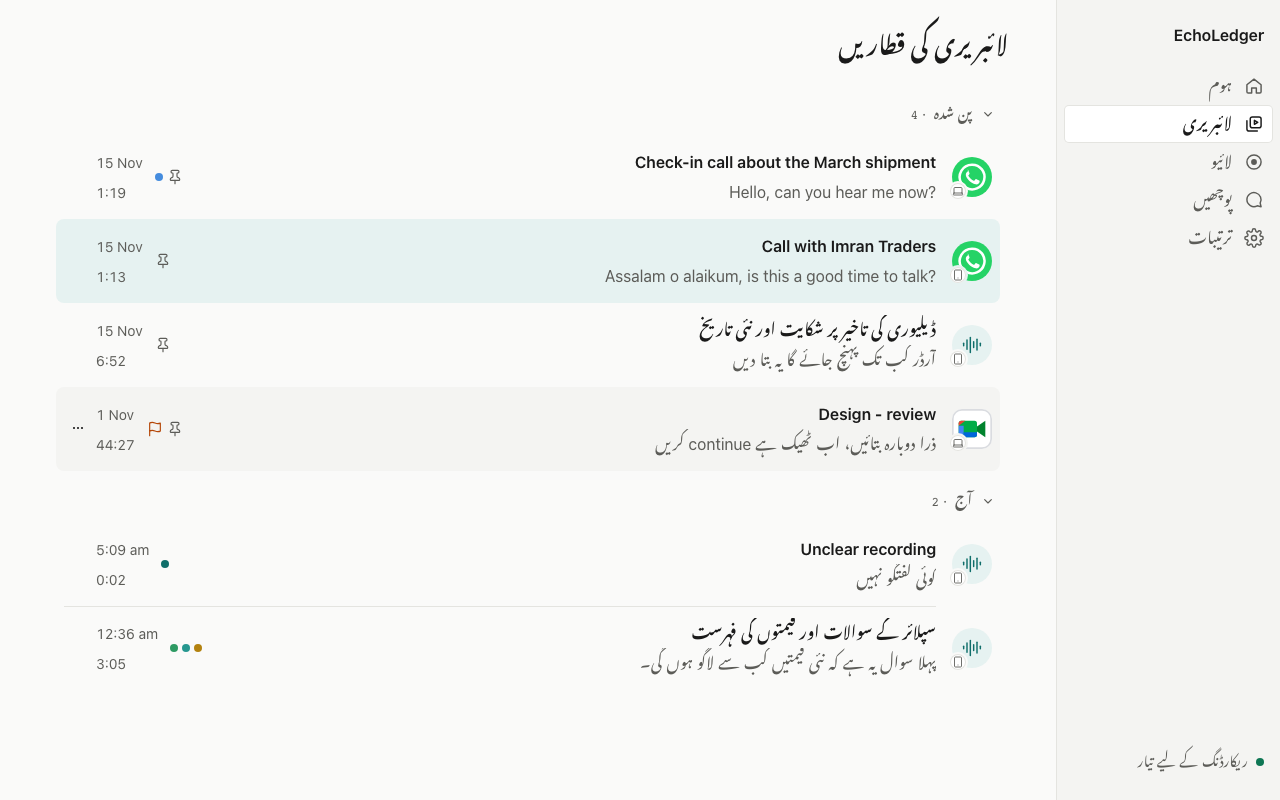 EchoLedger
ہوم
لائبریری
لائیو
پوچھیں
ترتیبات
ریکارڈنگ کے لیے تیار
لائبریری کی قطاریں
پن شدہ · 4
Check-in call about the March shipment
Hello, can you hear me now?
15 Nov
1:19
Call with Imran Traders
Assalam o alaikum, is this a good time to talk?
15 Nov
1:13
ڈیلیوری کی تاخیر پر شکایت اور نئی تاریخ
آرڈر کب تک پہنچ جائے گا یہ بتا دیں
15 Nov
6:52
Design - review
ذرا دوبارہ بتائیں، اب ٹھیک ہے continue کریں
1 Nov
44:27
آج · 2
Unclear recording
کوئی گفتگو نہیں
5:09 am
0:02
سپلائر کے سوالات اور قیمتوں کی فہرست
پہلا سوال یہ ہے کہ نئی قیمتیں کب سے لاگو ہوں گی۔
12:36 am
3:05